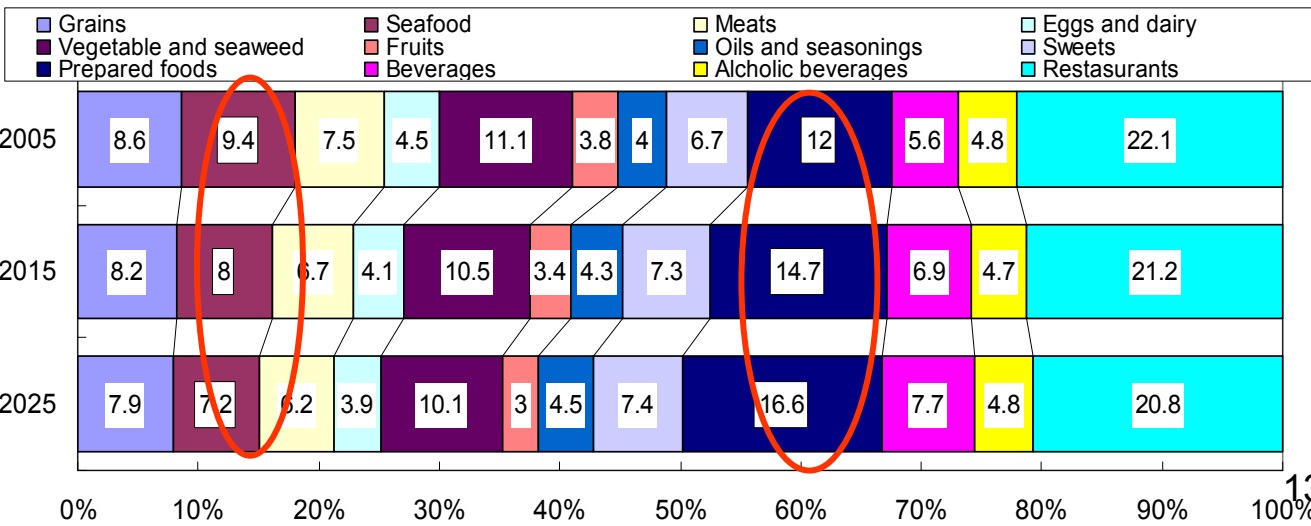 Grains Seafood Meats Eggs and dairy
Vegetable and seaweed Fruits Oils and seasonings Sweets
Prepared foods Beverages Alcholic beverages Restasurants
2005 8.6 9.4 7.5 4.5 11.1 3.8 4 6.7 12 5.6 4.8 22.1
2015 8.2 8 6.7 4.1 10.5 3.4 4.3 7.3 14.7 6.9 4.7 21.2
2025 7.9 7.2 6.2 3.9 10.1 3 4.5 7.4 16.6 7.7 4.8 20.8
13
0% 10% 20% 30% 40% 50% 60% 70% 80% 90% 100%